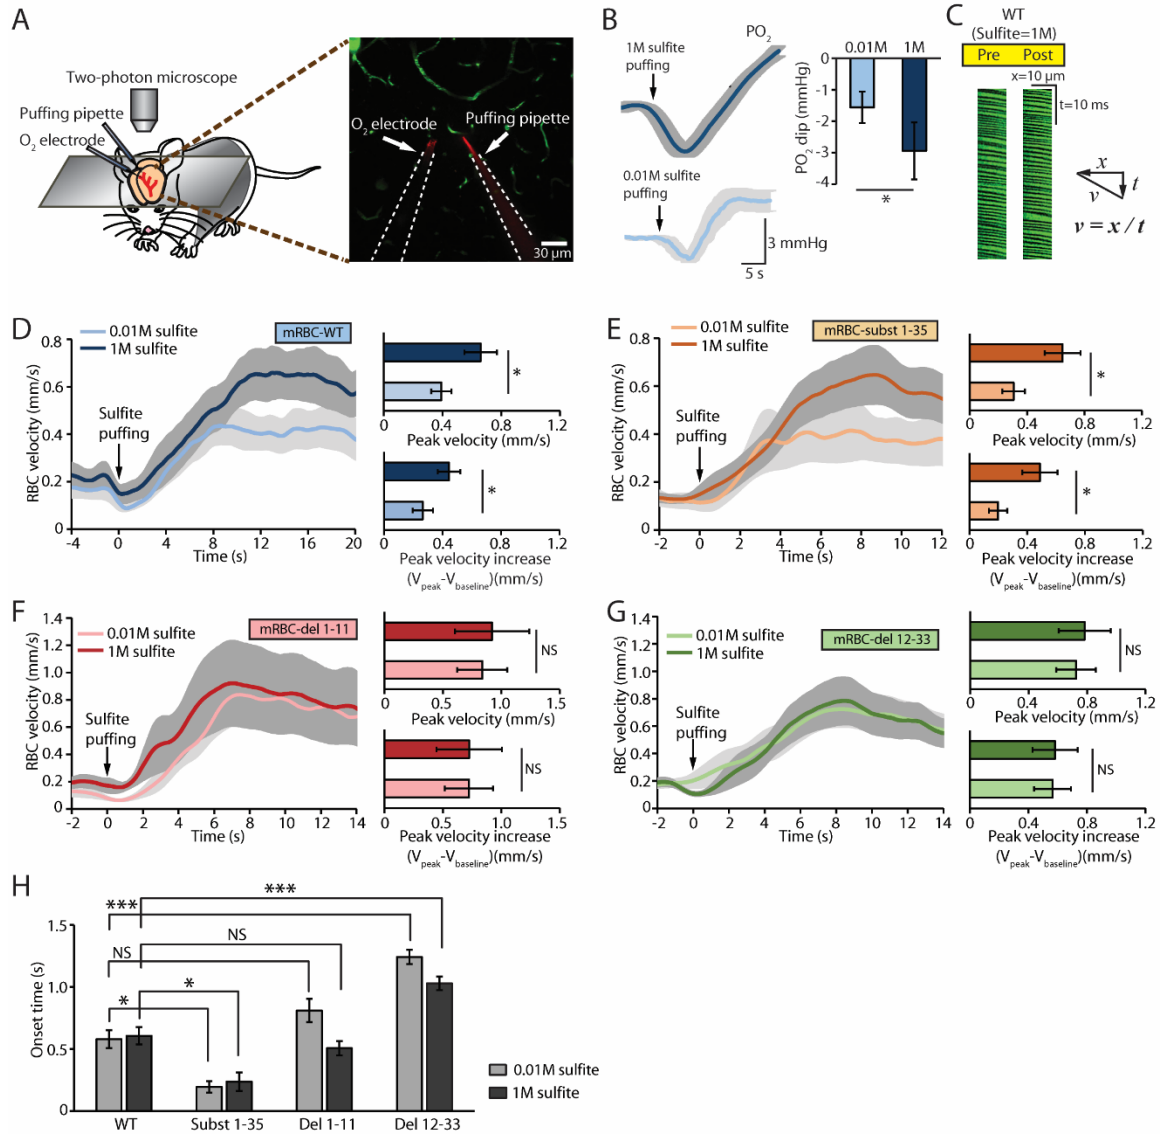 A
Two-photon microscope
Puffing pipette
O2 electrode
O2 electrode
Puffing pipette
30 μm
B
PO2
1M sulfite
puffing
0.01M sulfite
puffing
3 mmHg
5 s
0.01M 1M
0
-1
-2
-3
-4
PO2 dip (mmHg)
*
C
WT
(Sulfite=1M)
Pre Post
x=10 μm
t=10 ms
x
t
v
v = x / t
D
0.01M sulfite
1M sulfite
mRBC-WT
0.8
0.6
0.4
0.2
0
RBC velocity (mm/s)
Sulfite
puffing
-4 0 4 8 12 16 20
Time (s)
*
0 0.4 0.8 1.2
Peak velocity (mm/s)
*
0 0.4 0.8 1.2
Peak velocity increase
(Vpeak-Vbaseline)(mm/s)
E
0.01M sulfite
1M sulfite
mRBC-subst 1-35
0.8
0.6
0.4
0.2
0
RBC velocity (mm/s)
Sulfite
puffing
-2 0 2 4 6 8 10 12
Time (s)
*
0 0.4 0.8 1.2
Peak velocity (mm/s)
*
0 0.4 0.8 1.2
Peak velocity increase
(Vpeak-Vbaseline)(mm/s)
F
0.01M sulfite
1M sulfite
mRBC-del 1-11
1.4
1.0
0.6
0.2
0
RBC velocity (mm/s)
Sulfite
puffing
-2 0 2 4 6 8 10 12 14
Time (s)
NS
0 0.5 1.0 1.5
Peak velocity (mm/s)
NS
0 0.5 1.0 1.5
Peak velocity increase
(Vpeak-Vbaseline)(mm/s)
G
0.01M sulfite
1M sulfite
mRBC-del 12-33
1.4
1.0
0.6
0.2
0
RBC velocity (mm/s)
Sulfite
puffing
-2 0 2 4 6 8 10 12 14
Time (s)
NS
0 0.4 0.8 1.2
Peak velocity (mm/s)
NS
0 0.4 0.8 1.2
Peak velocity increase
(Vpeak-Vbaseline)(mm/s)
H
***
***
NS
NS
*
*
1.5
1.0
0.5
0
Onset time (s)
WT Subst 1-35 Del 1-11 Del 12-33
0.01M sulfite
1M sulfite